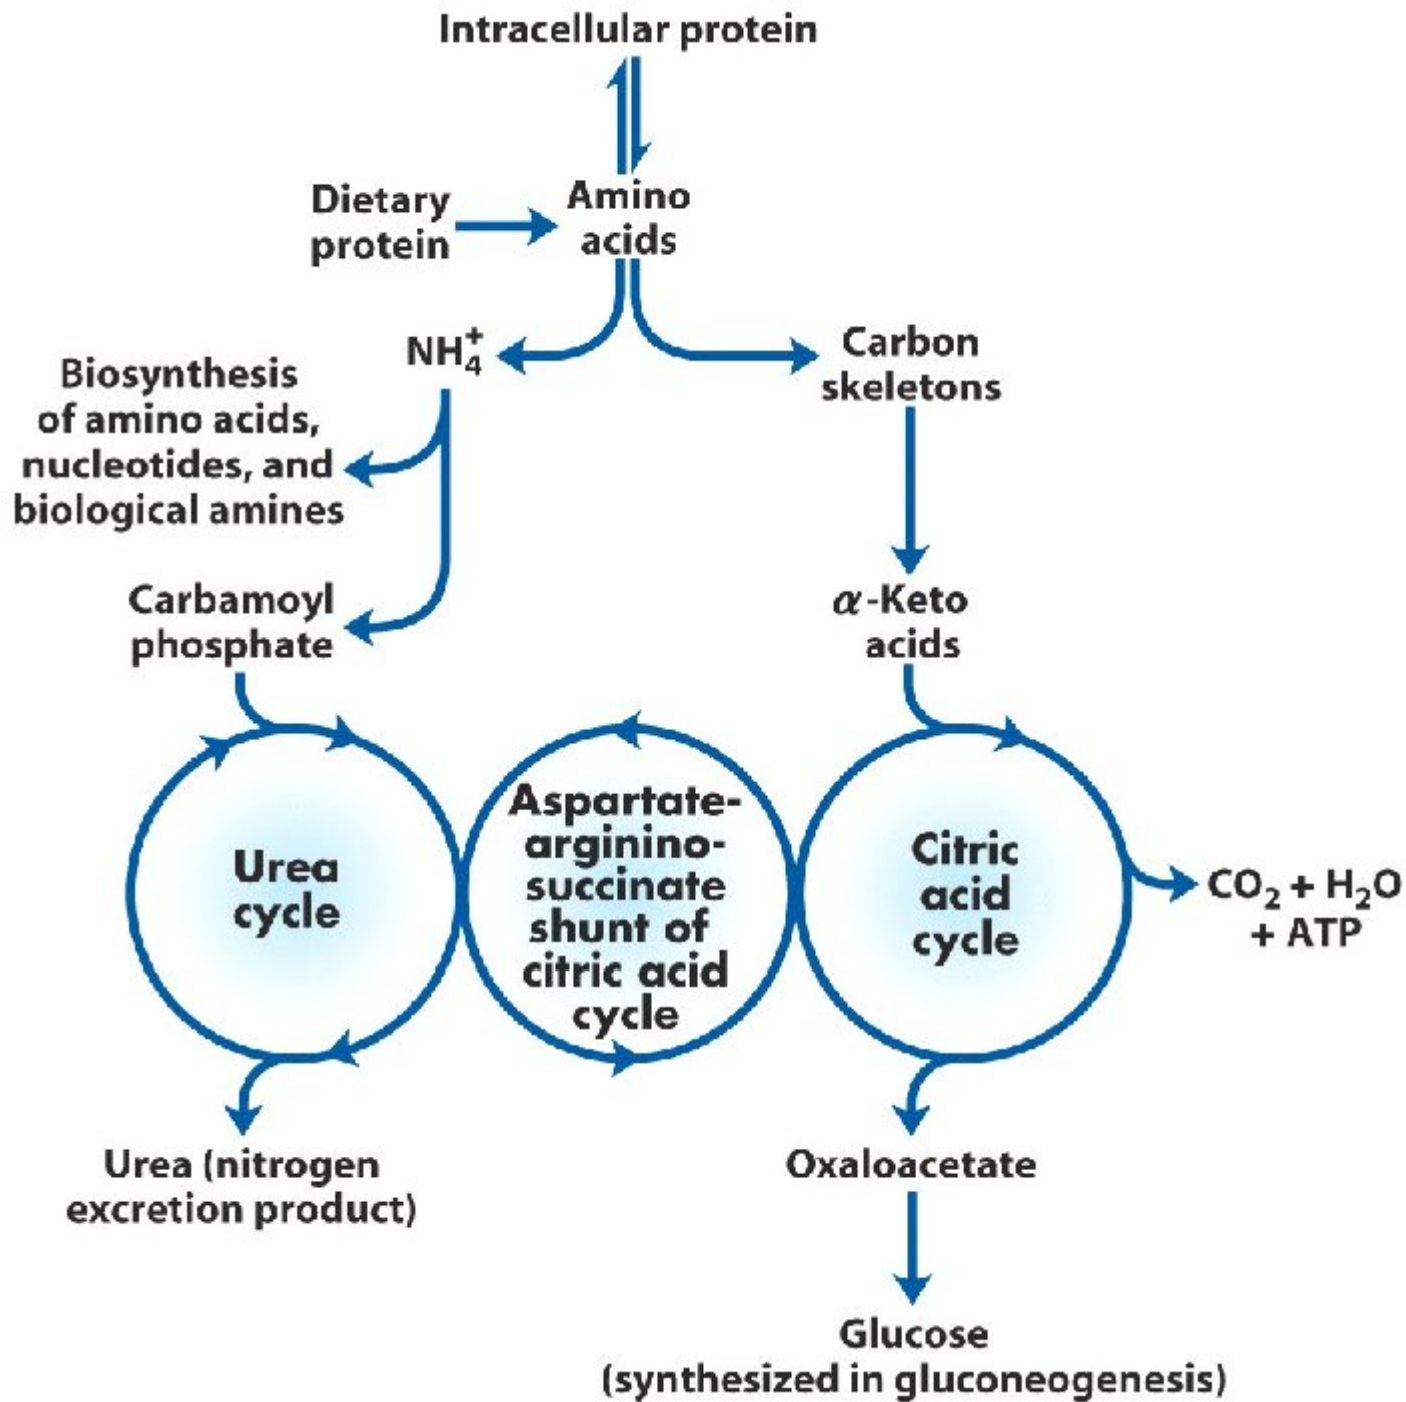 Intracellular protein
Dietary
protein
Amino
acids
NH₄⁺
Carbon
skeletons
Biosynthesis
of amino acids,
nucleotides, and
biological amines
Carbamoyl
phosphate
α-Keto
acids
Urea
cycle
Aspartate-
arginino-
succinate
shunt of
citric acid
cycle
Citric
acid
cycle
CO₂ + H₂O
+ ATP
Urea (nitrogen
excretion product)
Oxaloacetate
Glucose
(synthesized in gluconeogenesis)